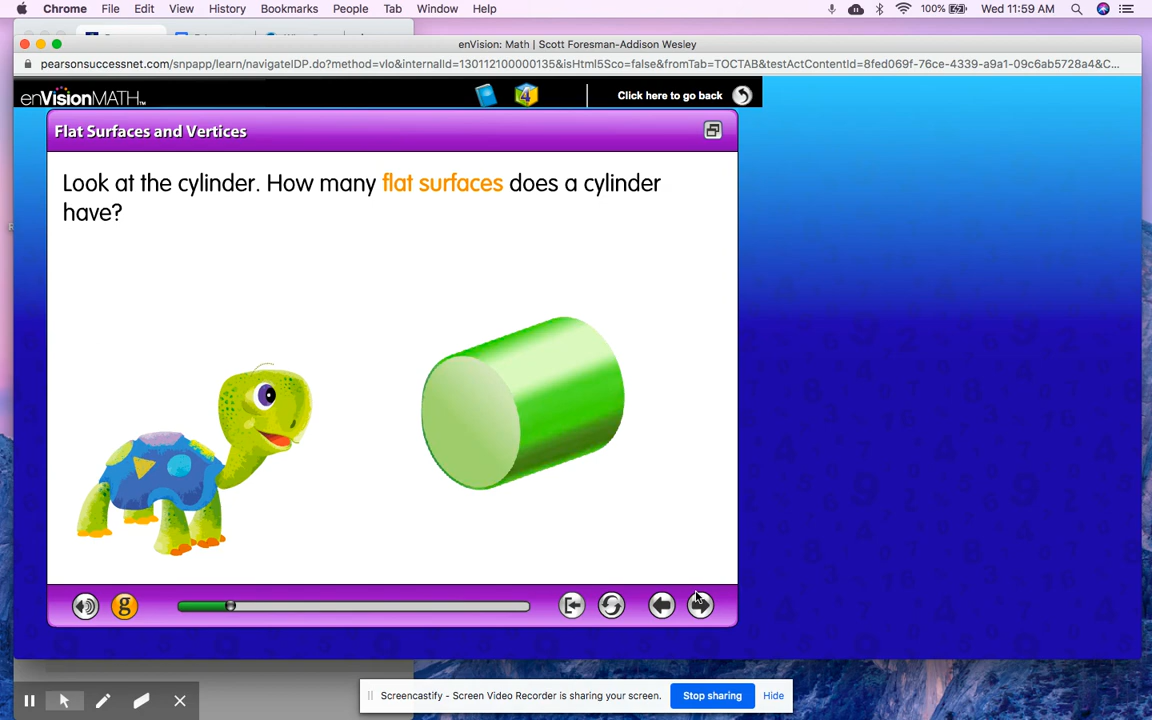 Chrome File Edit View History Bookmarks People Tab Window Help 100% Wed 11:59 AM
enVision: Math | Scott Foresman-Addison Wesley
pearsonsuccessnet.com/snpapp/learn/navigateIDP.do?method=vlo&internalId=130112100000135&isHtml5Sco=false&fromTab=TOCTAB&testActContentId=8fed069f-76ce-4339-a9a1-09c6ab5728a4&C...
enVisionMATH™ 4 Click here to go back
Flat Surfaces and Vertices
Look at the cylinder. How many flat surfaces does a cylinder
have?
g
Screencastify - Screen Video Recorder is sharing your screen. Stop sharing Hide